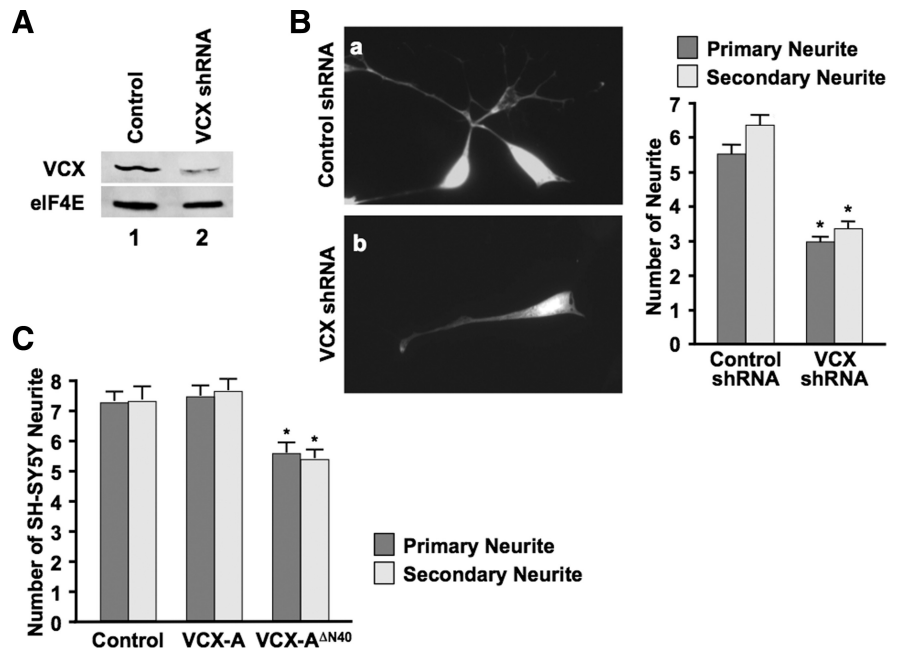 A
Control
VCX shRNA
VCX
eIF4E
1
2
B
Control shRNA
a
VCX shRNA
b
Primary Neurite
Secondary Neurite
Number of Neurite
7
6
5
4
3
2
1
0
*
*
Control
shRNA
VCX
shRNA
C
Number of SH-SY5Y Neurite
8
7
6
5
4
3
2
1
0
*
*
Control
VCX-A
VCX-AΔN40
Primary Neurite
Secondary Neurite